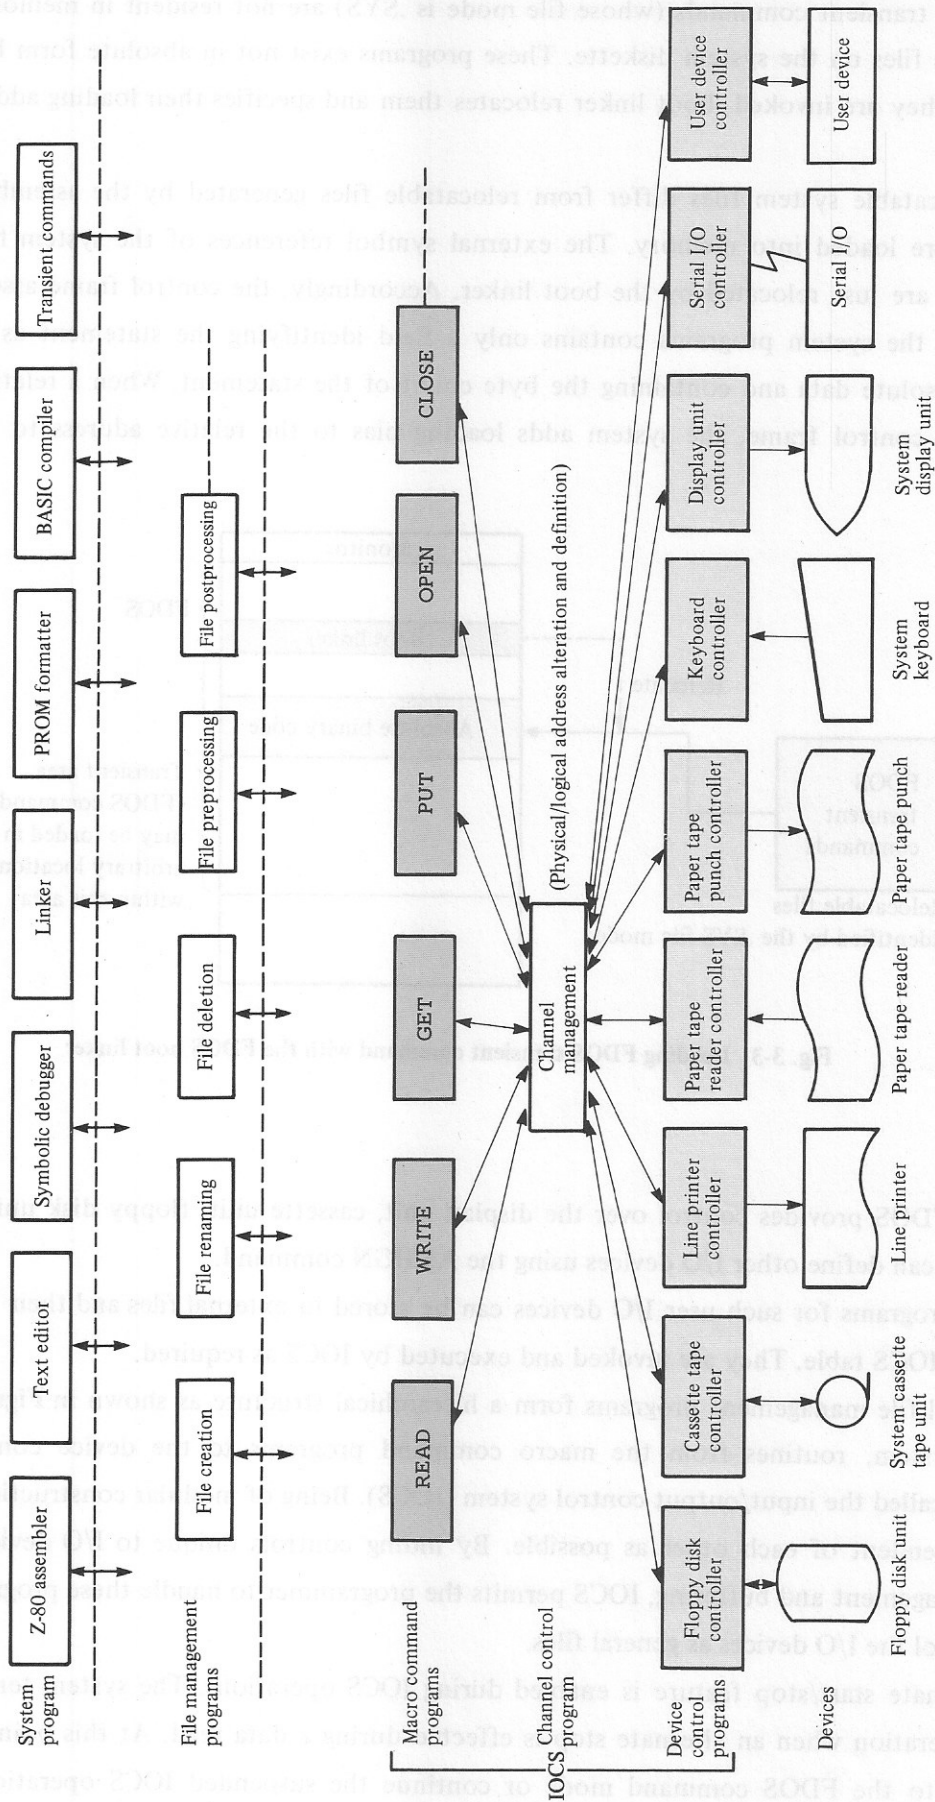 System
program
Z-80 assembler
Text editor
Symbolic debugger
Linker
PROM formatter
BASIC compiler
Transient commands
File management
programs
File creation
File renaming
File deletion
File preprocessing
File postprocessing
Macro command
programs
READ
WRITE
GET
PUT
OPEN
CLOSE
IOCS
Channel control
program
Channel
management
(Physical/logical address alteration and definition)
Device
control
programs
Floppy disk
controller
Cassette tape
controller
Line printer
controller
Paper tape
reader controller
Paper tape
punch controller
Keyboard
controller
Display unit
controller
Serial I/O
controller
User device
controller
Devices
Floppy disk unit
System cassette
tape unit
Line printer
Paper tape reader
Paper tape punch
System
keyboard
System
display unit
Serial I/O
User device